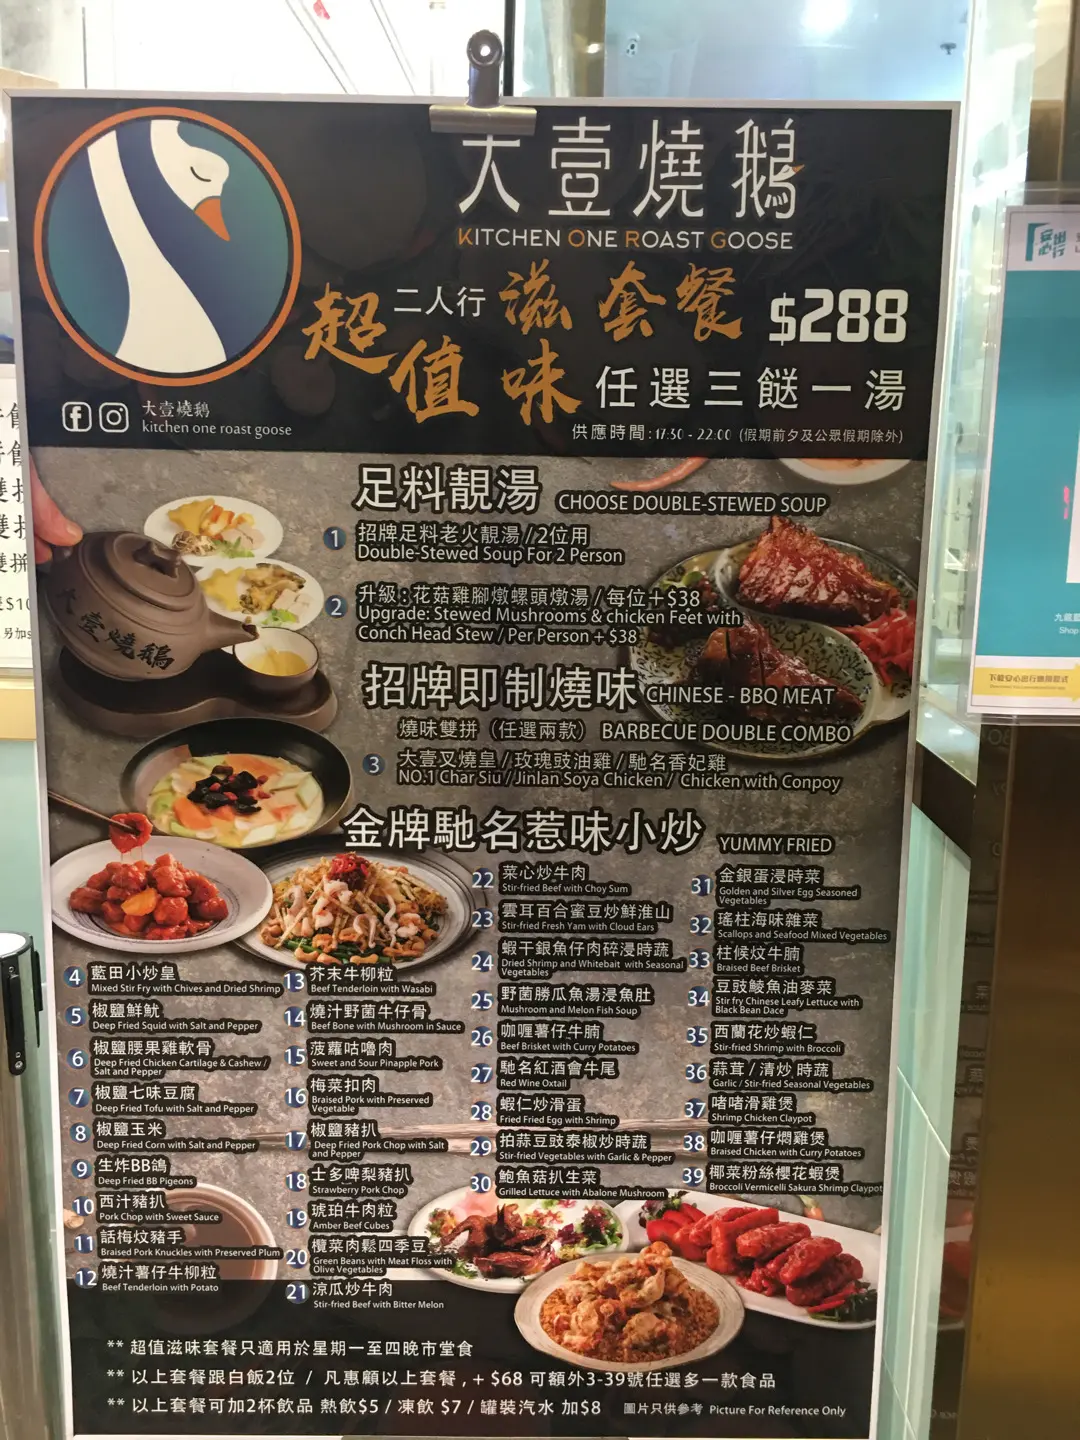 大壹燒鵝
KITCHEN ONE ROAST GOOSE
超值 二人行 滋味 套餐 $288
任選三餸一湯
大壹燒鵝
kitchen one roast goose
供應時間:17:30 - 22:00 (假期前夕及公眾假期除外)
足料靚湯 CHOOSE DOUBLE-STEWED SOUP
1 招牌足料老火靚湯 / 2位用
Double-Stewed Soup For 2 Person
2 升級:花菇雞腳燉螺頭燉湯 / 每位+$38
Upgrade: Stewed Mushrooms & chicken Feet with
Conch Head Stew / Per Person + $38
大壹燒鵝
招牌即制燒味 CHINESE - BBQ MEAT
燒味雙拼 (任選兩款) BARBECUE DOUBLE COMBO
3 大壹叉燒皇 / 玫瑰豉油雞 / 馳名香妃雞
NO.1 Char Siu / Jinlan Soya Chicken / Chicken with Conpoy
金牌馳名惹味小炒 YUMMY FRIED
4 藍田小炒皇
Mixed Stir Fry with Chives and Dried Shrimp
5 椒鹽鮮魷
Deep Fried Squid with Salt and Pepper
6 椒鹽腰果雞軟骨
Deep Fried Chicken Cartilage & Cashew /
Salt and Pepper
7 椒鹽七味豆腐
Deep Fried Tofu with Salt and Pepper
8 椒鹽玉米
Deep Fried Corn with Salt and Pepper
9 生炸BB鴿
Deep Fried BB Pigeons
10 西汁豬扒
Pork Chop with Sweet Sauce
11 話梅炆豬手
Braised Pork Knuckles with Preserved Plum
12 燒汁薯仔牛柳粒
Beef Tenderloin with Potato
13 芥末牛柳粒
Beef Tenderloin with Wasabi
14 燒汁野菌牛仔骨
Beef Bone with Mushroom in Sauce
15 菠蘿咕嚕肉
Sweet and Sour Pinapple Pork
16 梅菜扣肉
Braised Pork with Preserved
Vegetable
17 椒鹽豬扒
Deep Fried Pork Chop with Salt
and Pepper
18 士多啤梨豬扒
Strawberry Pork Chop
19 琥珀牛肉粒
Amber Beef Cubes
20 欖菜肉鬆四季豆
Green Beans with Meat Floss with
Olive Vegetables
21 涼瓜炒牛肉
Stir-fried Beef with Bitter Melon
22 菜心炒牛肉
Stir-fried Beef with Choy Sum
23 雲耳百合蜜豆炒鮮淮山
Stir-fried Fresh Yam with Cloud Ears
24 蝦干銀魚仔肉碎浸時蔬
Dried Shrimp and Whitebait with Seasonal
Vegetables
25 野菌勝瓜魚湯浸魚肚
Mushroom and Melon Fish Soup
26 咖喱薯仔牛腩
Beef Brisket with Curry Potatoes
27 馳名紅酒會牛尾
Red Wine Oxtail
28 蝦仁炒滑蛋
Fried Fried Egg with Shrimp
29 拍蒜豆豉泰椒炒時蔬
Stir-fried Vegetables with Garlic & Pepper
30 鮑魚菇扒生菜
Grilled Lettuce with Abalone Mushroom
31 金銀蛋浸時菜
Golden and Silver Egg Seasoned
Vegetables
32 瑤柱海味雜菜
Scallops and Seafood Mixed Vegetables
33 柱候炆牛腩
Braised Beef Brisket
34 豆豉鯪魚油麥菜
Stir fry Chinese Leafy Lettuce with
Black Bean Dace
35 西蘭花炒蝦仁
Stir-fried Shrimp with Broccoli
36 蒜茸 / 清炒 時蔬
Garlic / Stir-fried Seasonal Vegetables
37 啫啫滑雞煲
Shrimp Chicken Claypot
38 咖喱薯仔燜雞煲
Braised Chicken with Curry Potatoes
39 椰菜粉絲櫻花蝦煲
Broccoli Vermicelli Sakura Shrimp Claypot
** 超值滋味套餐只適用於星期一至四晚市堂食
** 以上套餐跟白飯2位 / 凡惠顧以上套餐,+ $68 可額外3-39號任選多一款食品
** 以上套餐可加2杯飲品 熱飲$5 / 凍飲 $7 / 罐裝汽水 加$8 圖片只供參考 Picture For Reference Only
安心出行
下載安心出行應用程式